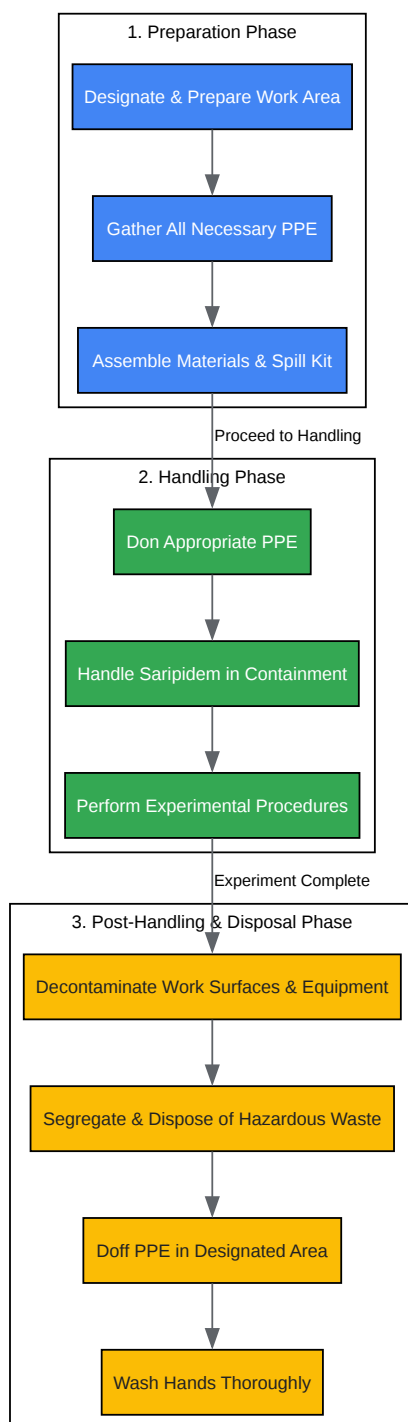 1. Preparation Phase
Designate & Prepare Work Area
Gather All Necessary PPE
Assemble Materials & Spill Kit
Proceed to Handling
2. Handling Phase
Don Appropriate PPE
Handle Saripidem in Containment
Perform Experimental Procedures
Experiment Complete
3. Post-Handling & Disposal Phase
Decontaminate Work Surfaces & Equipment
Segregate & Dispose of Hazardous Waste
Doff PPE in Designated Area
Wash Hands Thoroughly